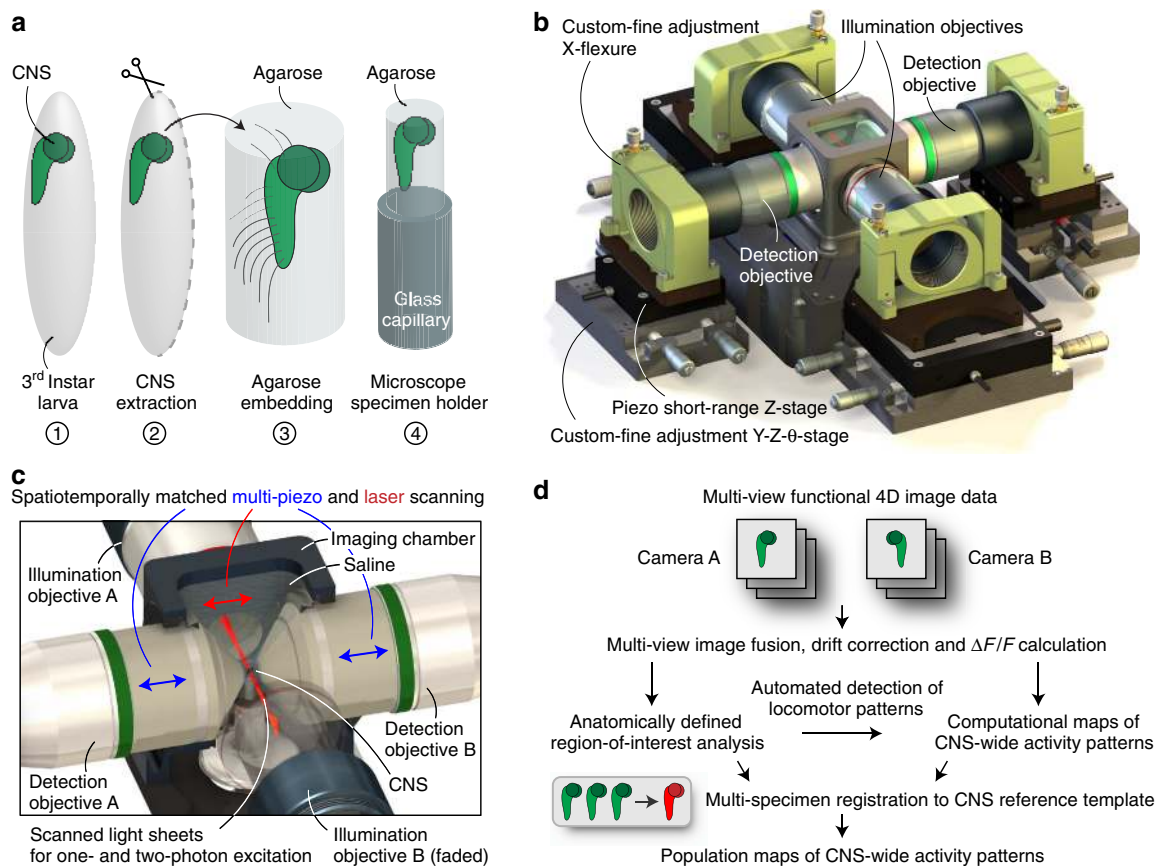 a
CNS
Agarose
Agarose
Glass
capillary
3rd Instar
larva
CNS
extraction
Agarose
embedding
Microscope
specimen holder
1
2
3
4
b
Custom-fine adjustment
X-flexure
Illumination objectives
Detection
objective
Detection
objective
Piezo short-range Z-stage
Custom-fine adjustment Y-Z-θ-stage
c
Spatiotemporally matched multi-piezo and laser scanning
Imaging chamber
Saline
Illumination
objective A
Detection
objective B
Detection
objective A
CNS
Scanned light sheets
for one- and two-photon excitation
Illumination
objective B (faded)
d
Multi-view functional 4D image data
Camera A
Camera B
Multi-view image fusion, drift correction and ΔF/F calculation
Automated detection of
locomotor patterns
Anatomically defined
region-of-interest analysis
Computational maps of
CNS-wide activity patterns
Multi-specimen registration to CNS reference template
Population maps of CNS-wide activity patterns